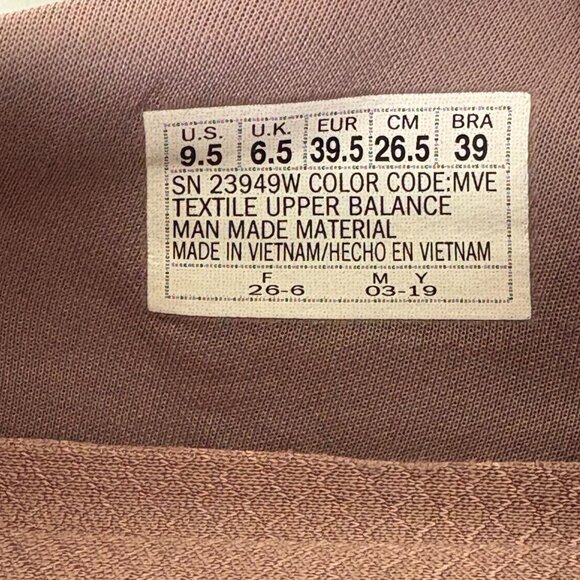 U.S. U.K. EUR CM BRA
9.5 6.5 39.5 26.5 39
SN 23949W COLOR CODE:MVE
TEXTILE UPPER BALANCE
MAN MADE MATERIAL
MADE IN VIETNAM/HECHO EN VIETNAM
F M Y
26-6 03-19